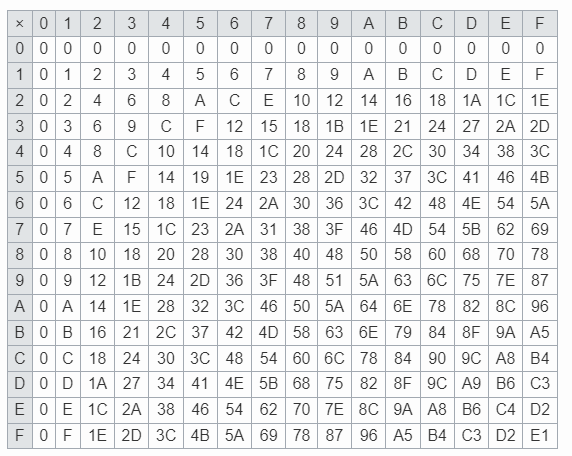 × 0 1 2 3 4 5 6 7 8 9 A B C D E F
0 0 0 0 0 0 0 0 0 0 0 0 0 0 0 0 0
1 0 1 2 3 4 5 6 7 8 9 A B C D E F
2 0 2 4 6 8 A C E 10 12 14 16 18 1A 1C 1E
3 0 3 6 9 C F 12 15 18 1B 1E 21 24 27 2A 2D
4 0 4 8 C 10 14 18 1C 20 24 28 2C 30 34 38 3C
5 0 5 A F 14 19 1E 23 28 2D 32 37 3C 41 46 4B
6 0 6 C 12 18 1E 24 2A 30 36 3C 42 48 4E 54 5A
7 0 7 E 15 1C 23 2A 31 38 3F 46 4D 54 5B 62 69
8 0 8 10 18 20 28 30 38 40 48 50 58 60 68 70 78
9 0 9 12 1B 24 2D 36 3F 48 51 5A 63 6C 75 7E 87
A 0 A 14 1E 28 32 3C 46 50 5A 64 6E 78 82 8C 96
B 0 B 16 21 2C 37 42 4D 58 63 6E 79 84 8F 9A A5
C 0 C 18 24 30 3C 48 54 60 6C 78 84 90 9C A8 B4
D 0 D 1A 27 34 41 4E 5B 68 75 82 8F 9C A9 B6 C3
E 0 E 1C 2A 38 46 54 62 70 7E 8C 9A A8 B6 C4 D2
F 0 F 1E 2D 3C 4B 5A 69 78 87 96 A5 B4 C3 D2 E1